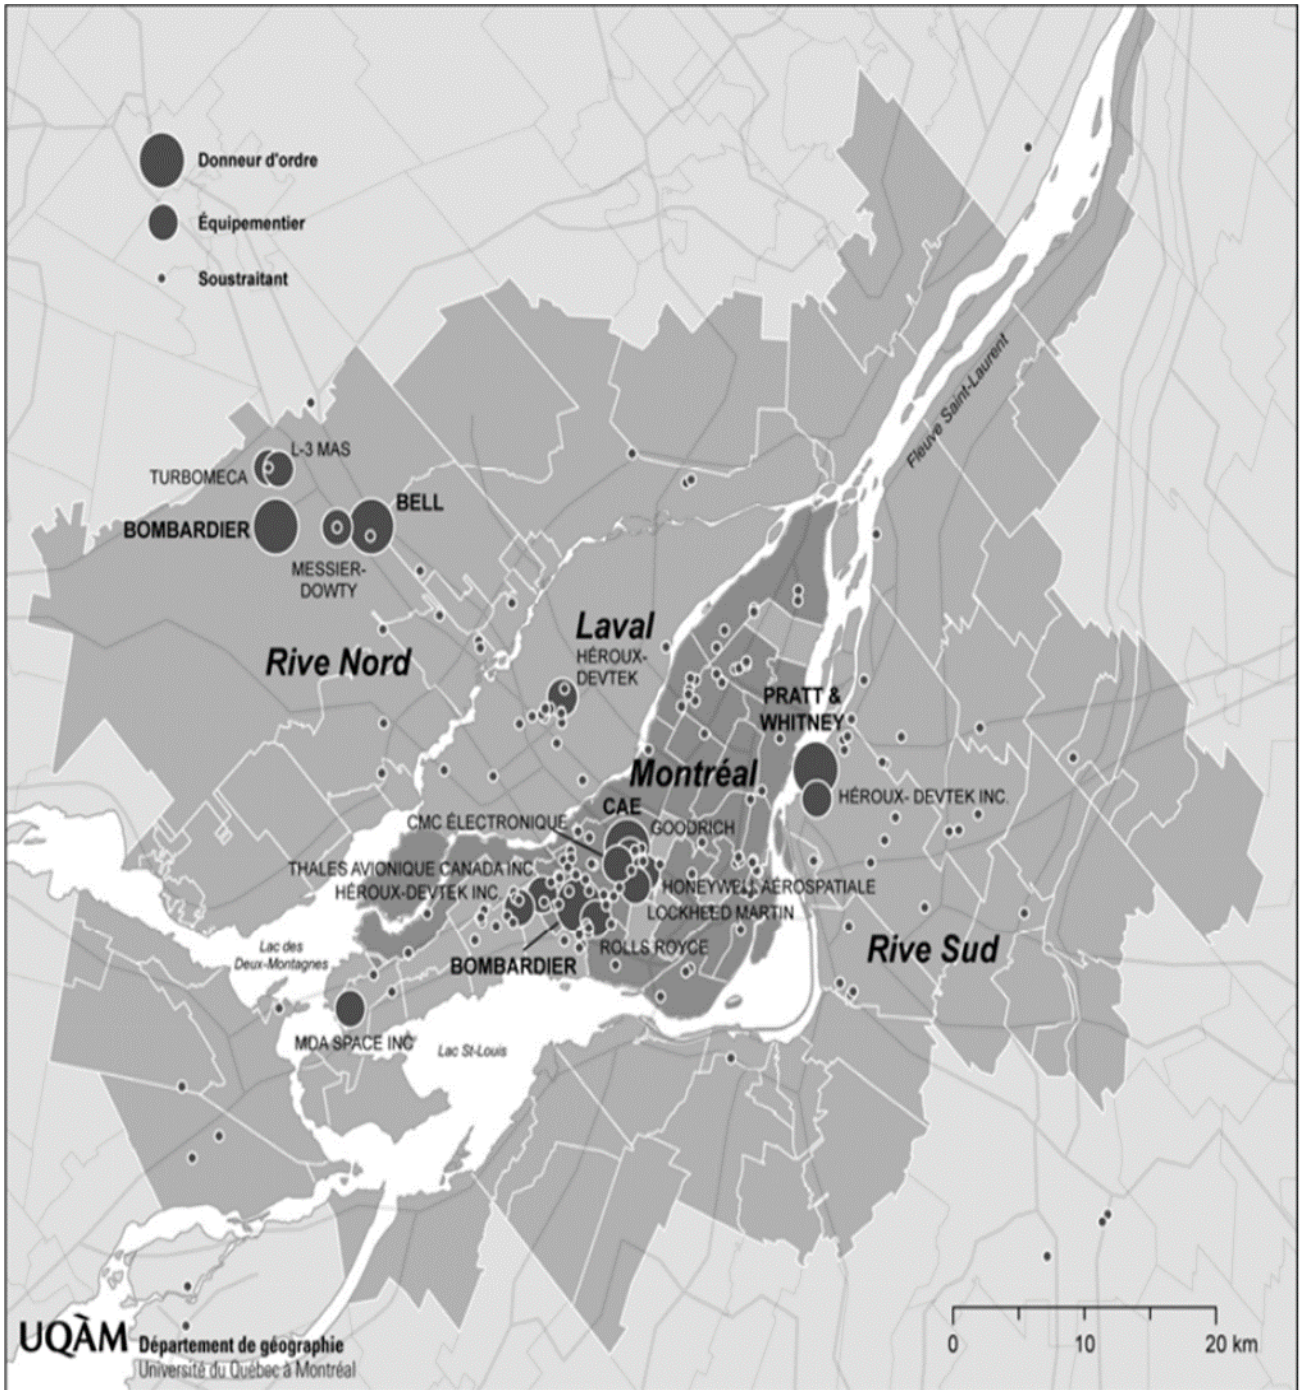 Donneur d'ordre
Équipementier
Soustraitant
Fleuve Saint-Laurent
L-3 MAS
TURBOMECA
BELL
BOMBARDIER
MESSIER-
DOWTY
Laval
HÉROUX-
DEVTEK
Rive Nord
PRATT &
WHITNEY
Montréal
HÉROUX- DEVTEK INC.
CAE
CMC ÉLECTRONIQUE
GOODRICH
THALES AVIONIQUE CANADA INC.
HÉROUX-DEVTEK INC.
HONEYWELL AÉROSPATIALE
LOCKHEED MARTIN
ROLLS ROYCE
BOMBARDIER
Rive Sud
Lac des
Deux-Montagnes
MDA SPACE INC
Lac St-Louis
UQÀM
Département de géographie
Université du Québec à Montréal
0 10 20 km